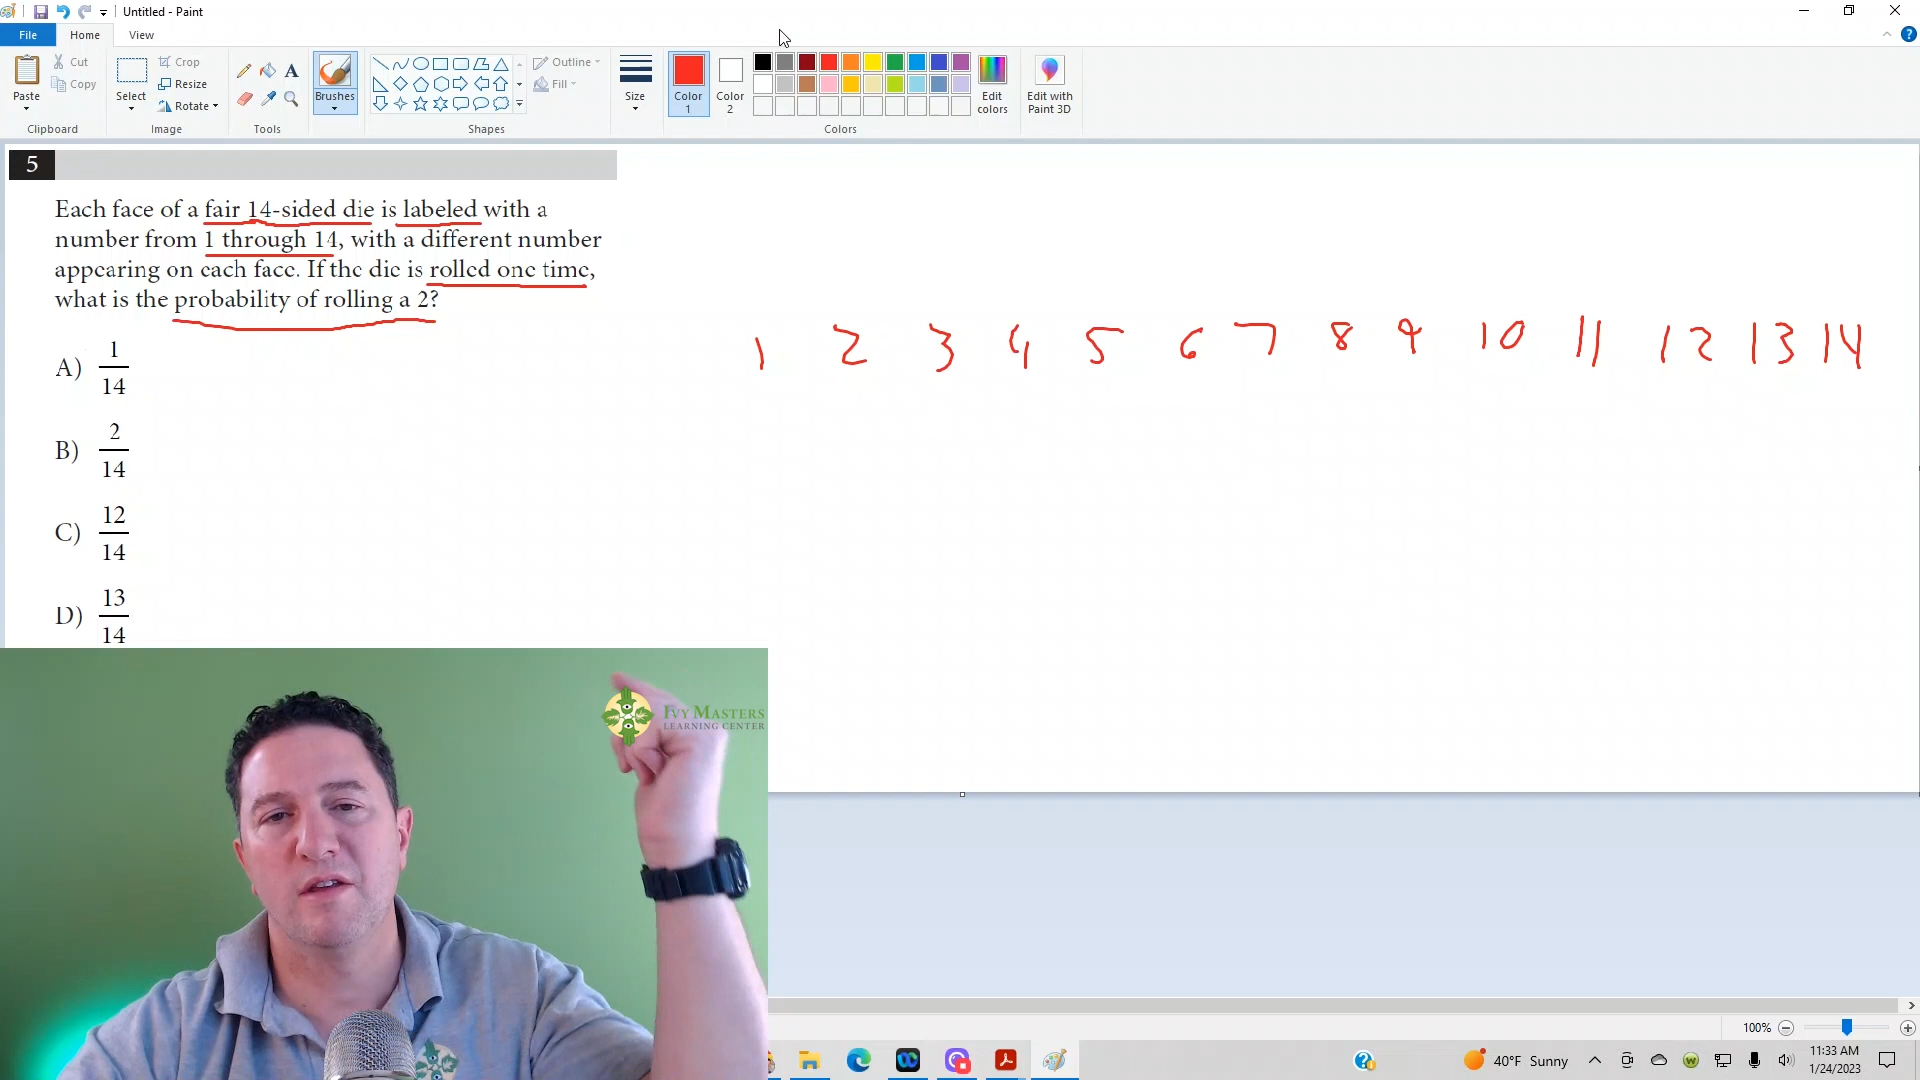 Untitled - Paint
File Home View
Paste
Cut
Copy
Clipboard
Select
Crop
Resize
Rotate
Image
A
Tools
Brushes
Outline
Fill
Shapes
Size
Color 1
Color 2
Edit colors
Colors
Edit with Paint 3D
5
Each face of a fair 14-sided die is labeled with a
number from 1 through 14, with a different number
appearing on each face. If the die is rolled one time,
what is the probability of rolling a 2?
A) 1/14
B) 2/14
C) 12/14
D) 13/14
1 2 3 4 5 6 7 8 9 10 11 12 13 14
IVY MASTERS
LEARNING CENTER
100%
40°F Sunny
11:33 AM
1/24/2023